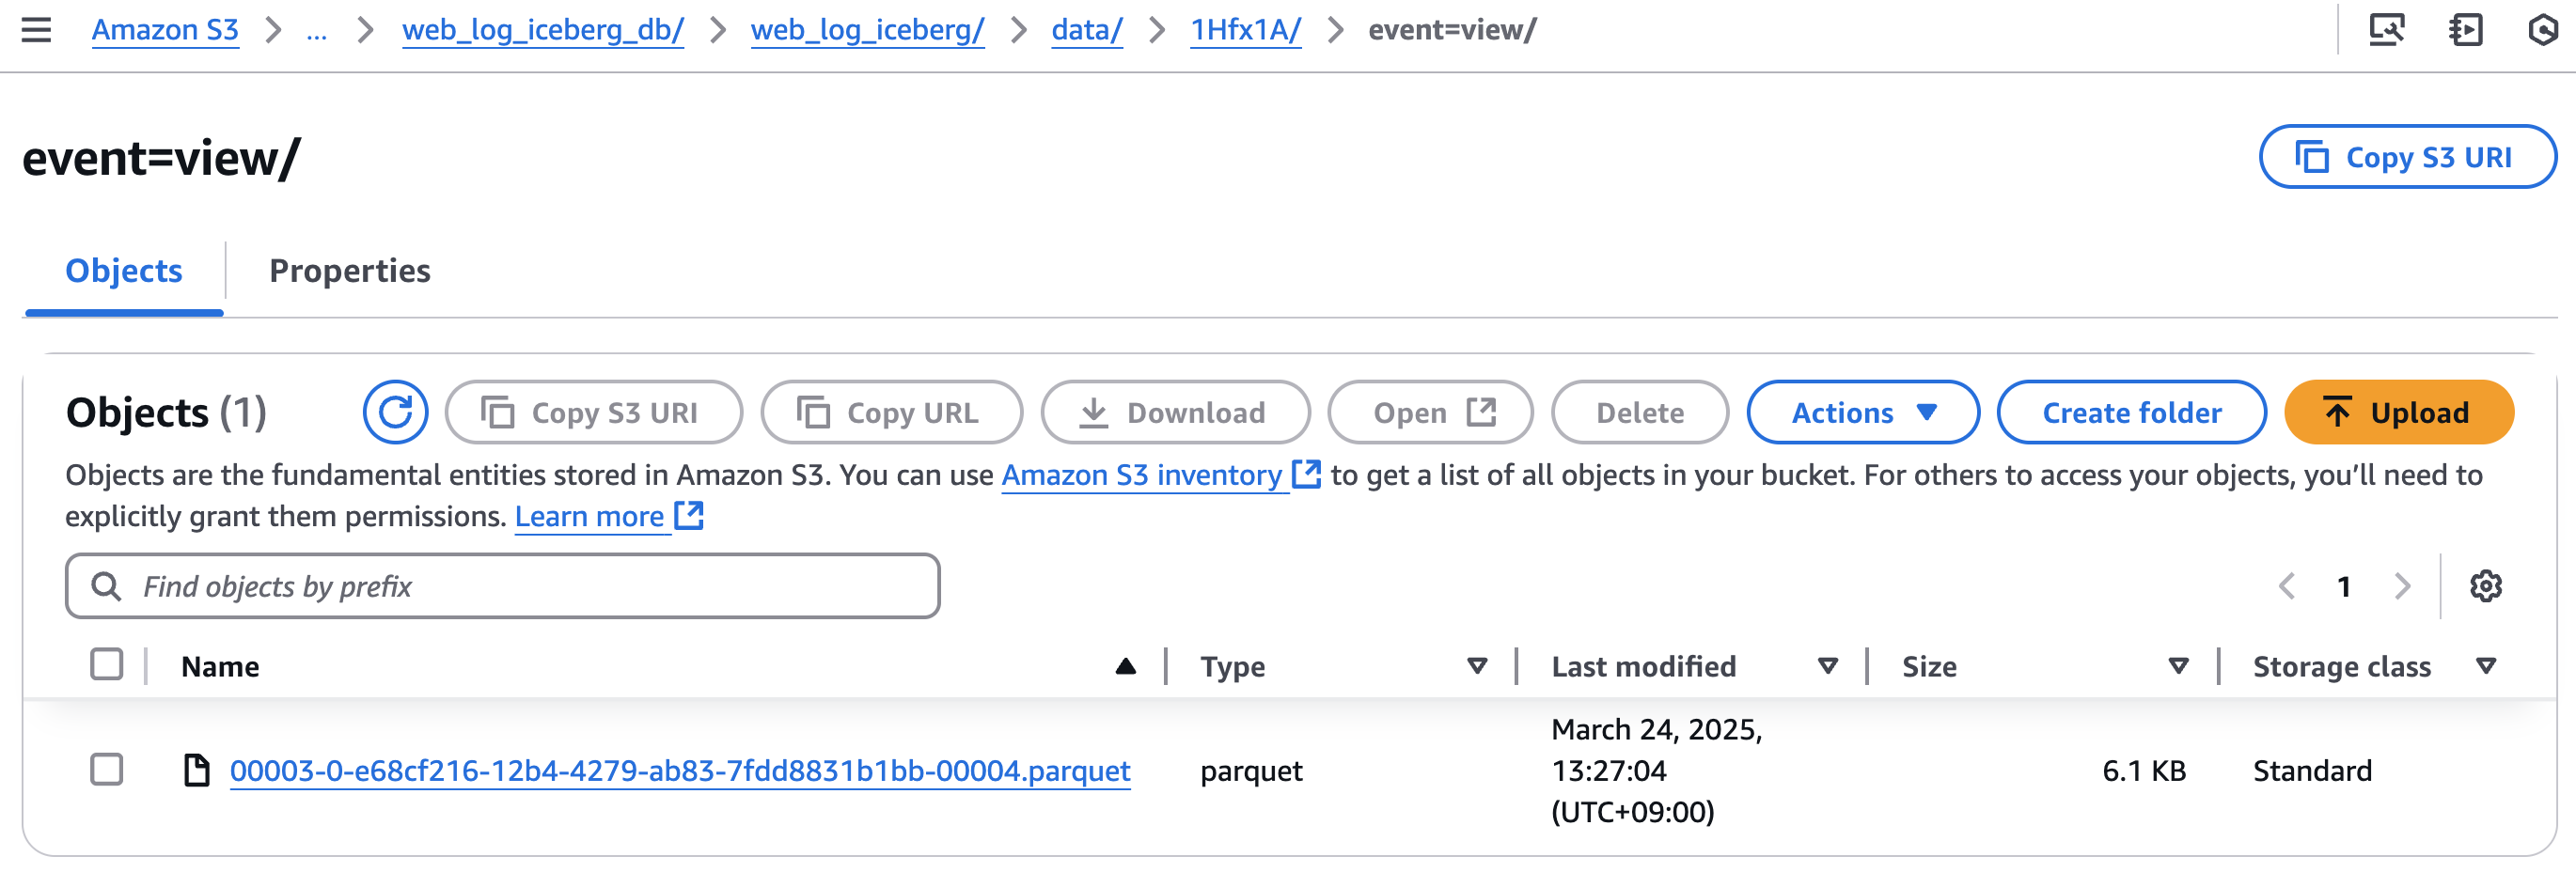 Amazon S3 > ... > web_log_iceberg_db/ > web_log_iceberg/ > data/ > 1Hfx1A/ > event=view/
event=view/
Copy S3 URI
Objects
Properties
Objects (1)
Copy S3 URI
Copy URL
Download
Open
Delete
Actions
Create folder
Upload
Objects are the fundamental entities stored in Amazon S3. You can use Amazon S3 inventory to get a list of all objects in your bucket. For others to access your objects, you’ll need to
explicitly grant them permissions. Learn more
Find objects by prefix
1
Name
Type
Last modified
Size
Storage class
00003-0-e68cf216-12b4-4279-ab83-7fdd8831b1bb-00004.parquet
parquet
March 24, 2025,
13:27:04
(UTC+09:00)
6.1 KB
Standard